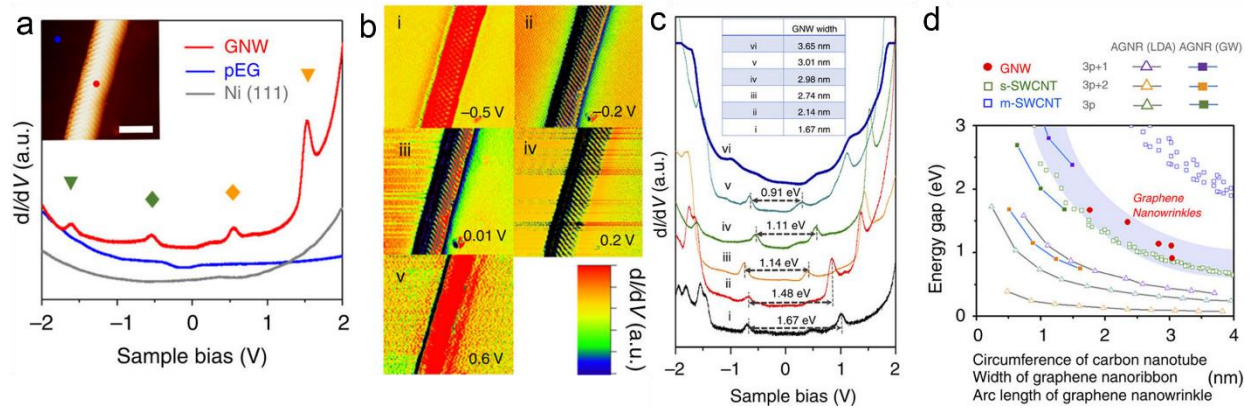 a
GNW
pEG
Ni (111)
dI/dV (a.u.)
−2 −1 0 1 2
Sample bias (V)
b
i
−0.5 V
ii
−0.2 V
iii
0.01 V
iv
0.2 V
v
0.6 V
dI/dV (a.u.)
c
GNW width
vi 3.65 nm
v 3.01 nm
iv 2.98 nm
iii 2.74 nm
ii 2.14 nm
i 1.67 nm
vi
v
0.91 eV
iv
1.11 eV
iii
1.14 eV
ii
1.48 eV
i
1.67 eV
dI/dV (a.u.)
−2 −1 0 1 2
Sample bias (V)
d
AGNR (LDA) AGNR (GW)
GNW 3p+1
s-SWCNT 3p+2
m-SWCNT 3p
Graphene
Nanowrinkles
Energy gap (eV)
3
2
1
0
0 1 2 3 4
Circumference of carbon nanotube
Width of graphene nanoribbon (nm)
Arc length of graphene nanowrinkle